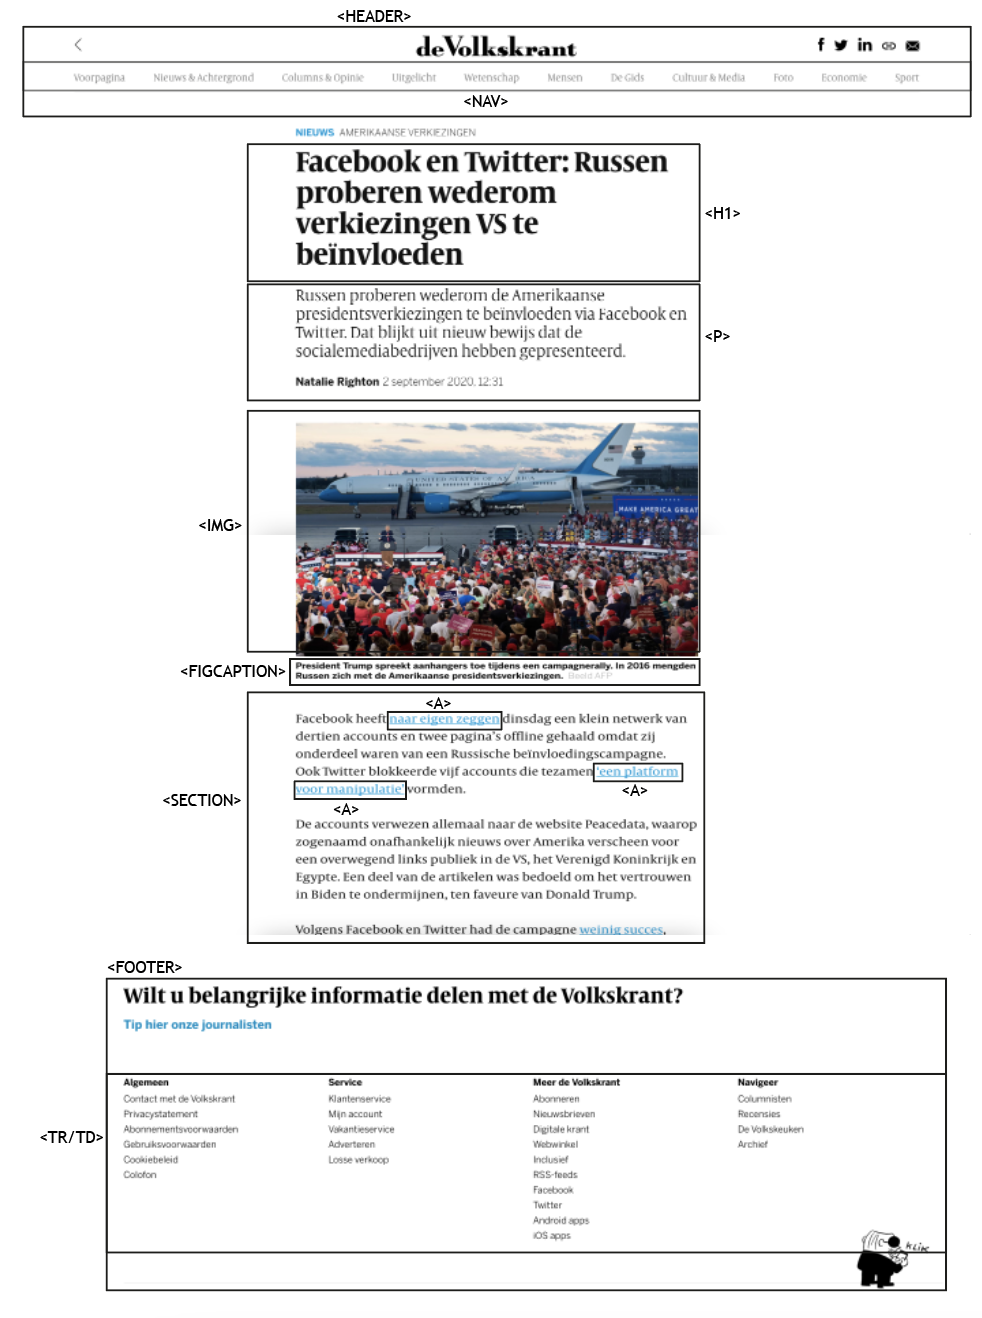 <HEADER>
deVolkskrant
Voorpagina Nieuws & Achtergrond Columns & Opinie Uitgelicht Wetenschap Mensen De Gids Cultuur & Media Foto Economie Sport
<NAV>
NIEUWS AMERIKAANSE VERKIEZINGEN
Facebook en Twitter: Russen
proberen wederom
verkiezingen VS te
beïnvloeden
<H1>
Russen proberen wederom de Amerikaanse
presidentsverkiezingen te beïnvloeden via Facebook en
Twitter. Dat blijkt uit nieuw bewijs dat de
socialemediabedrijven hebben gepresenteerd.
<P>
Natalie Righton 2 september 2020, 12:31
UNITED STATES OF AMERICA
MAKE AMERICA GREAT
<IMG>
<FIGCAPTION>
President Trump spreekt aanhangers toe tijdens een campagnerally. In 2016 mengden
Russen zich met de Amerikaanse presidentsverkiezingen. Beeld AFP
<A>
Facebook heeft naar eigen zeggen dinsdag een klein netwerk van
dertien accounts en twee pagina's offline gehaald omdat zij
onderdeel waren van een Russische beïnvloedingscampagne.
Ook Twitter blokkeerde vijf accounts die tezamen 'een platform
voor manipulatie' vormden.
<A>
<A>
<SECTION>
De accounts verwezen allemaal naar de website Peacedata, waarop
zogenaamd onafhankelijk nieuws over Amerika verscheen voor
een overwegend links publiek in de VS, het Verenigd Koninkrijk en
Egypte. Een deel van de artikelen was bedoeld om het vertrouwen
in Biden te ondermijnen, ten faveure van Donald Trump.
Volgens Facebook en Twitter had de campagne weinig succes,
<FOOTER>
Wilt u belangrijke informatie delen met de Volkskrant?
Tip hier onze journalisten
<TR/TD>
Algemeen
Contact met de Volkskrant
Privacystatement
Abonnementsvoorwaarden
Gebruiksvoorwaarden
Cookiebeleid
Colofon
Service
Klantenservice
Mijn account
Vakantieservice
Adverteren
Losse verkoop
Meer de Volkskrant
Abonneren
Nieuwsbrieven
Digitale krant
Webwinkel
Inclusief
RSS-feeds
Facebook
Twitter
Android apps
iOS apps
Navigeer
Columnisten
Recensies
De Volkskeuken
Archief
KLIK